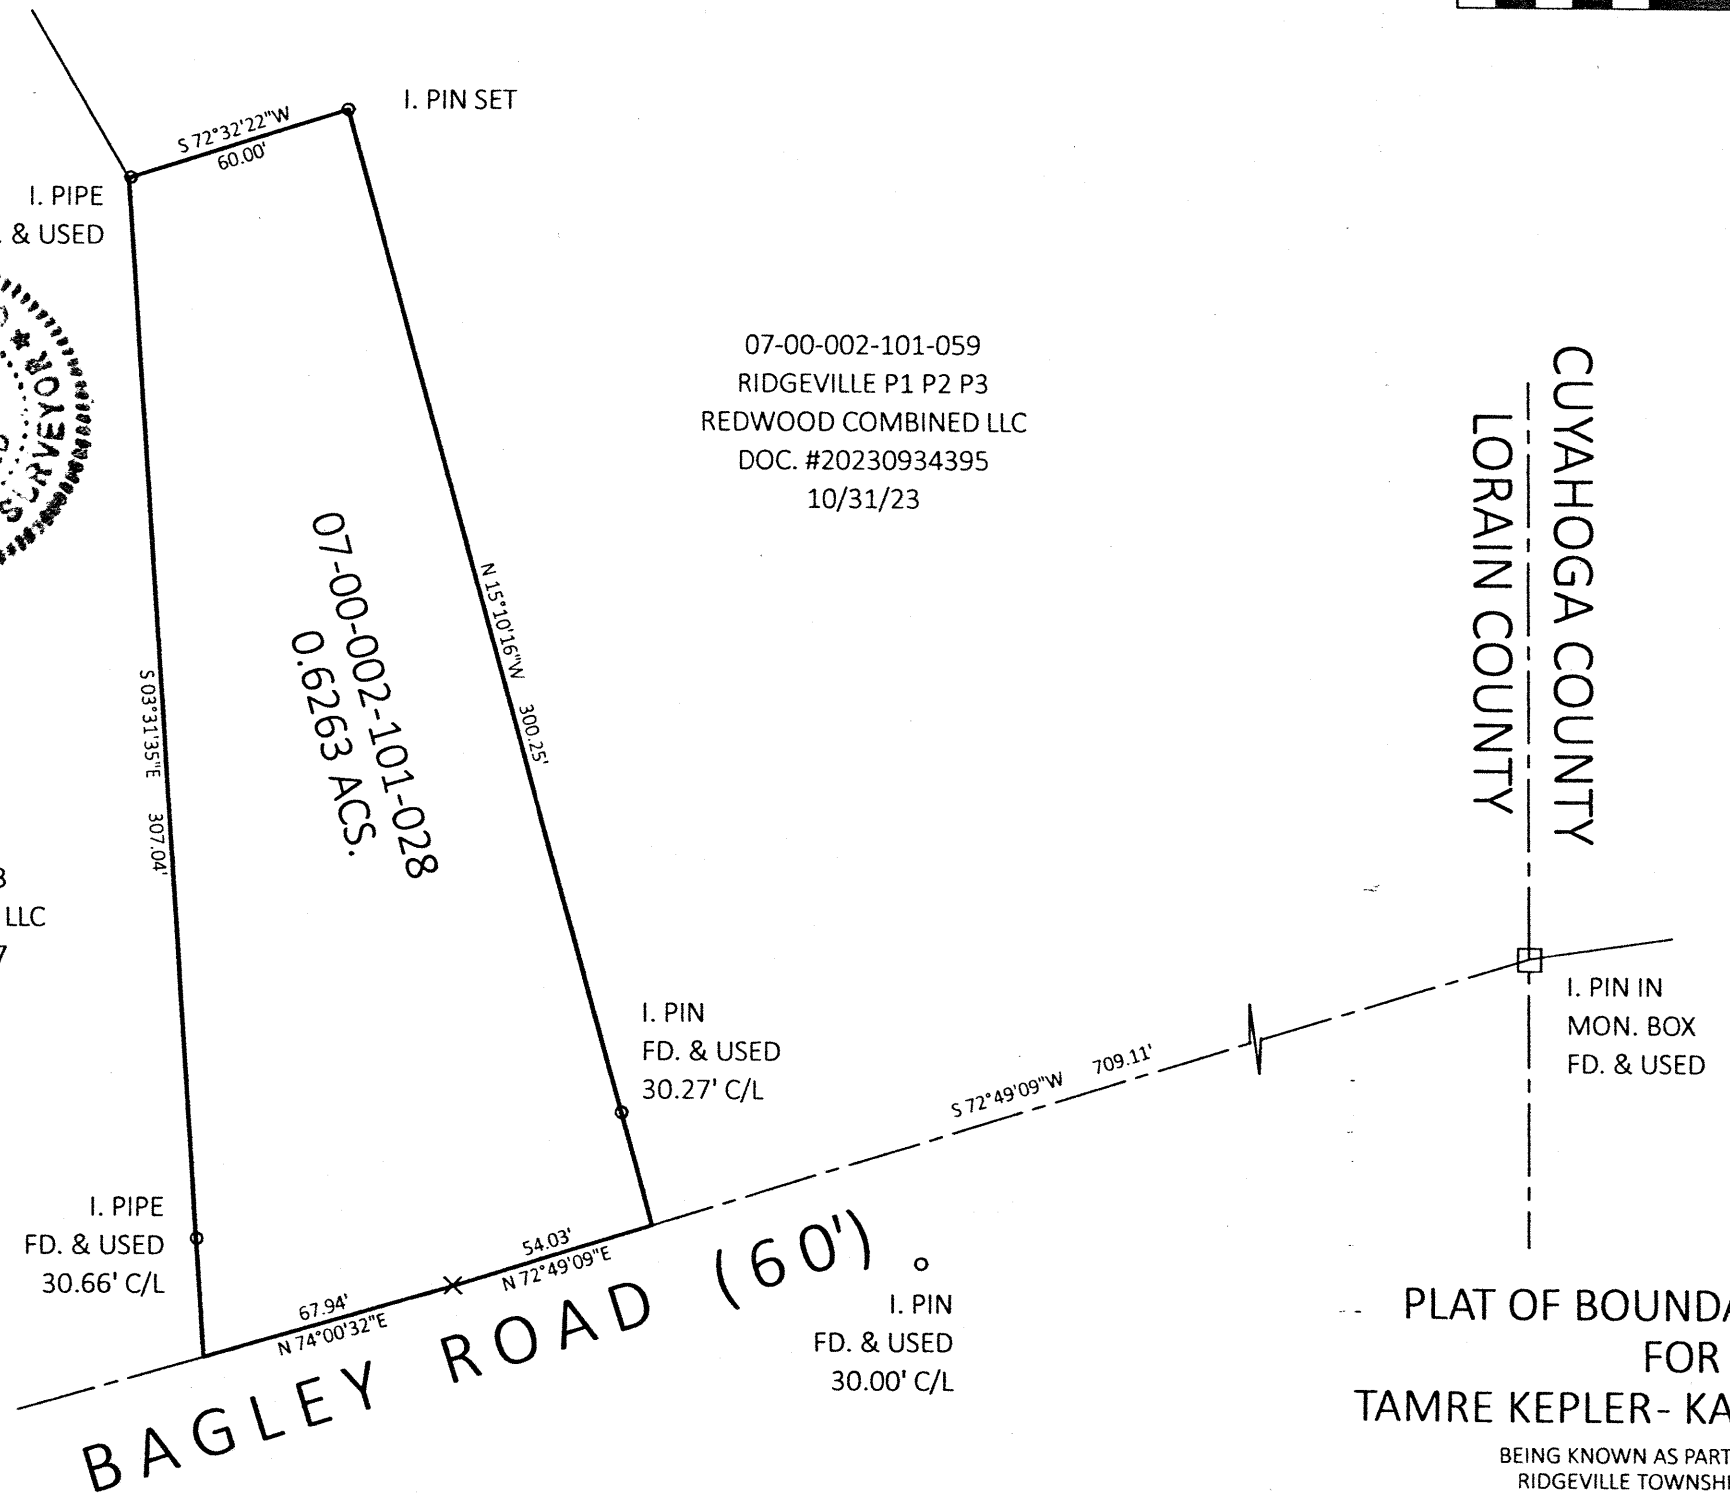 I. PIN SET
S 72°32'22"W
60.00'
I. PIPE
& USED
SURVEYOR
07-00-002-101-059
RIDGEVILLE P1 P2 P3
REDWOOD COMBINED LLC
DOC. #20230934395
10/31/23
CUYAHOGA COUNTY
LORAIN COUNTY
07-00-002-101-028
0.6263 ACS.
N 15°10'16"W 300.25'
S 03°31'35"E 307.04'
LLC
I. PIN IN
MON. BOX
FD. & USED
I. PIN
FD. & USED
30.27' C/L
S 72°49'09"W 709.11'
I. PIPE
FD. & USED
30.66' C/L
54.03'
N 72°49'09"E
67.94'
N 74°00'32"E
BAGLEY ROAD (60')
I. PIN
FD. & USED
30.00' C/L
PLAT OF BOUNDA
FOR
TAMRE KEPLER- KA
BEING KNOWN AS PART
RIDGEVILLE TOWNSHI